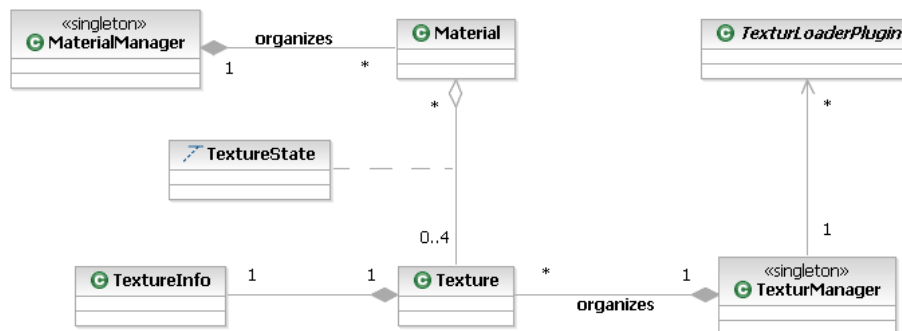 «singleton»
MaterialManager
organizes
Material
TexturLoaderPlugin
1
*
*
*
TextureState
0..4
1
TextureInfo
1
1
Texture
*
1
organizes
«singleton»
TexturManager